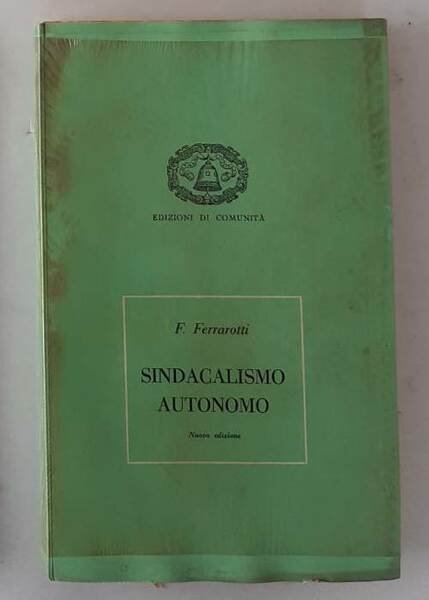 EDIZIONI DI COMUNITÀ
F. Ferrarotti
SINDACALISMO
AUTONOMO
Nuova edizione